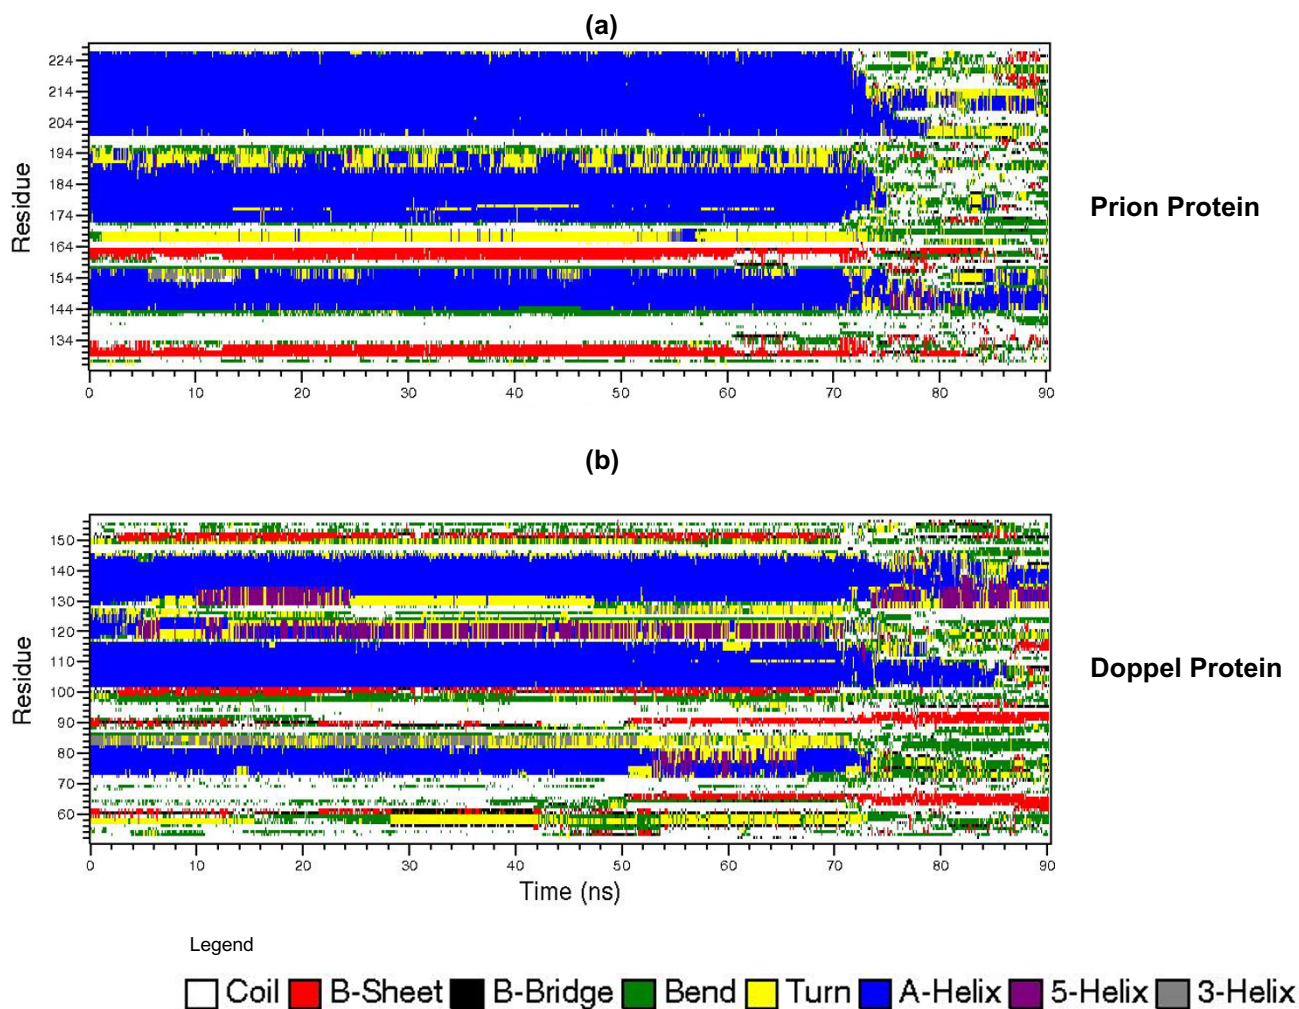 (a)
224
214
204
194
184
174
164
154
144
134
Residue
0 10 20 30 40 50 60 70 80 90
Prion Protein
(b)
150
140
130
120
110
100
90
80
70
60
Residue
0 10 20 30 40 50 60 70 80 90
Time (ns)
Doppel Protein
Legend
Coil B-Sheet B-Bridge Bend Turn A-Helix 5-Helix 3-Helix